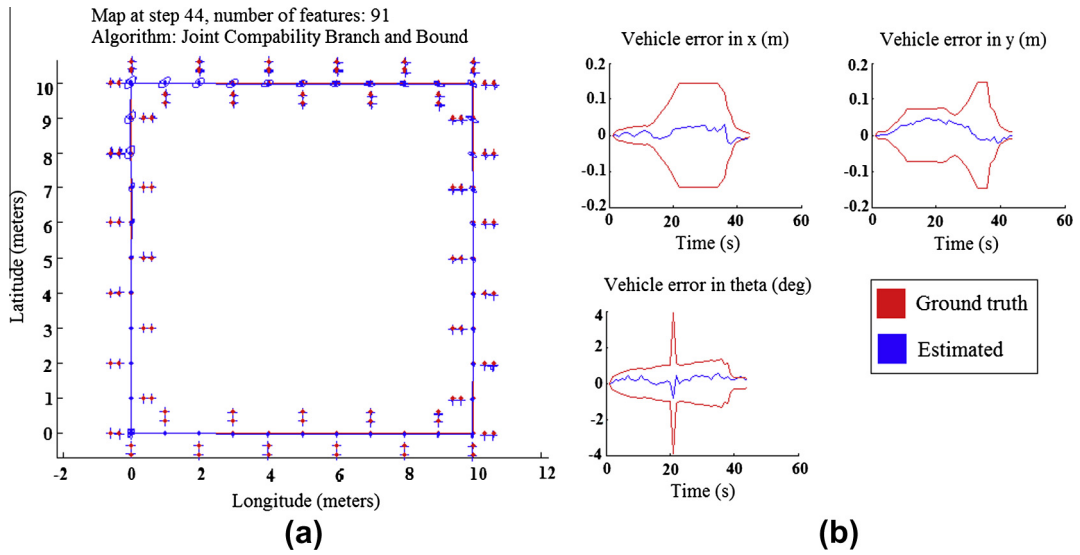 Map at step 44, number of features: 91
Algorithm: Joint Compability Branch and Bound
10
9
8
7
6
5
4
3
2
1
0
-2 0 2 4 6 8 10 12
Latitude (meters)
Longitude (meters)
(a)
Vehicle error in x (m)
0.2
0.1
0
-0.1
-0.2
0 20 40 60
Time (s)
Vehicle error in y (m)
0.2
0.1
0
-0.1
-0.2
0 20 40 60
Time (s)
Vehicle error in theta (deg)
4
2
0
-2
-4
0 20 40 60
Time (s)
Ground truth
Estimated
(b)